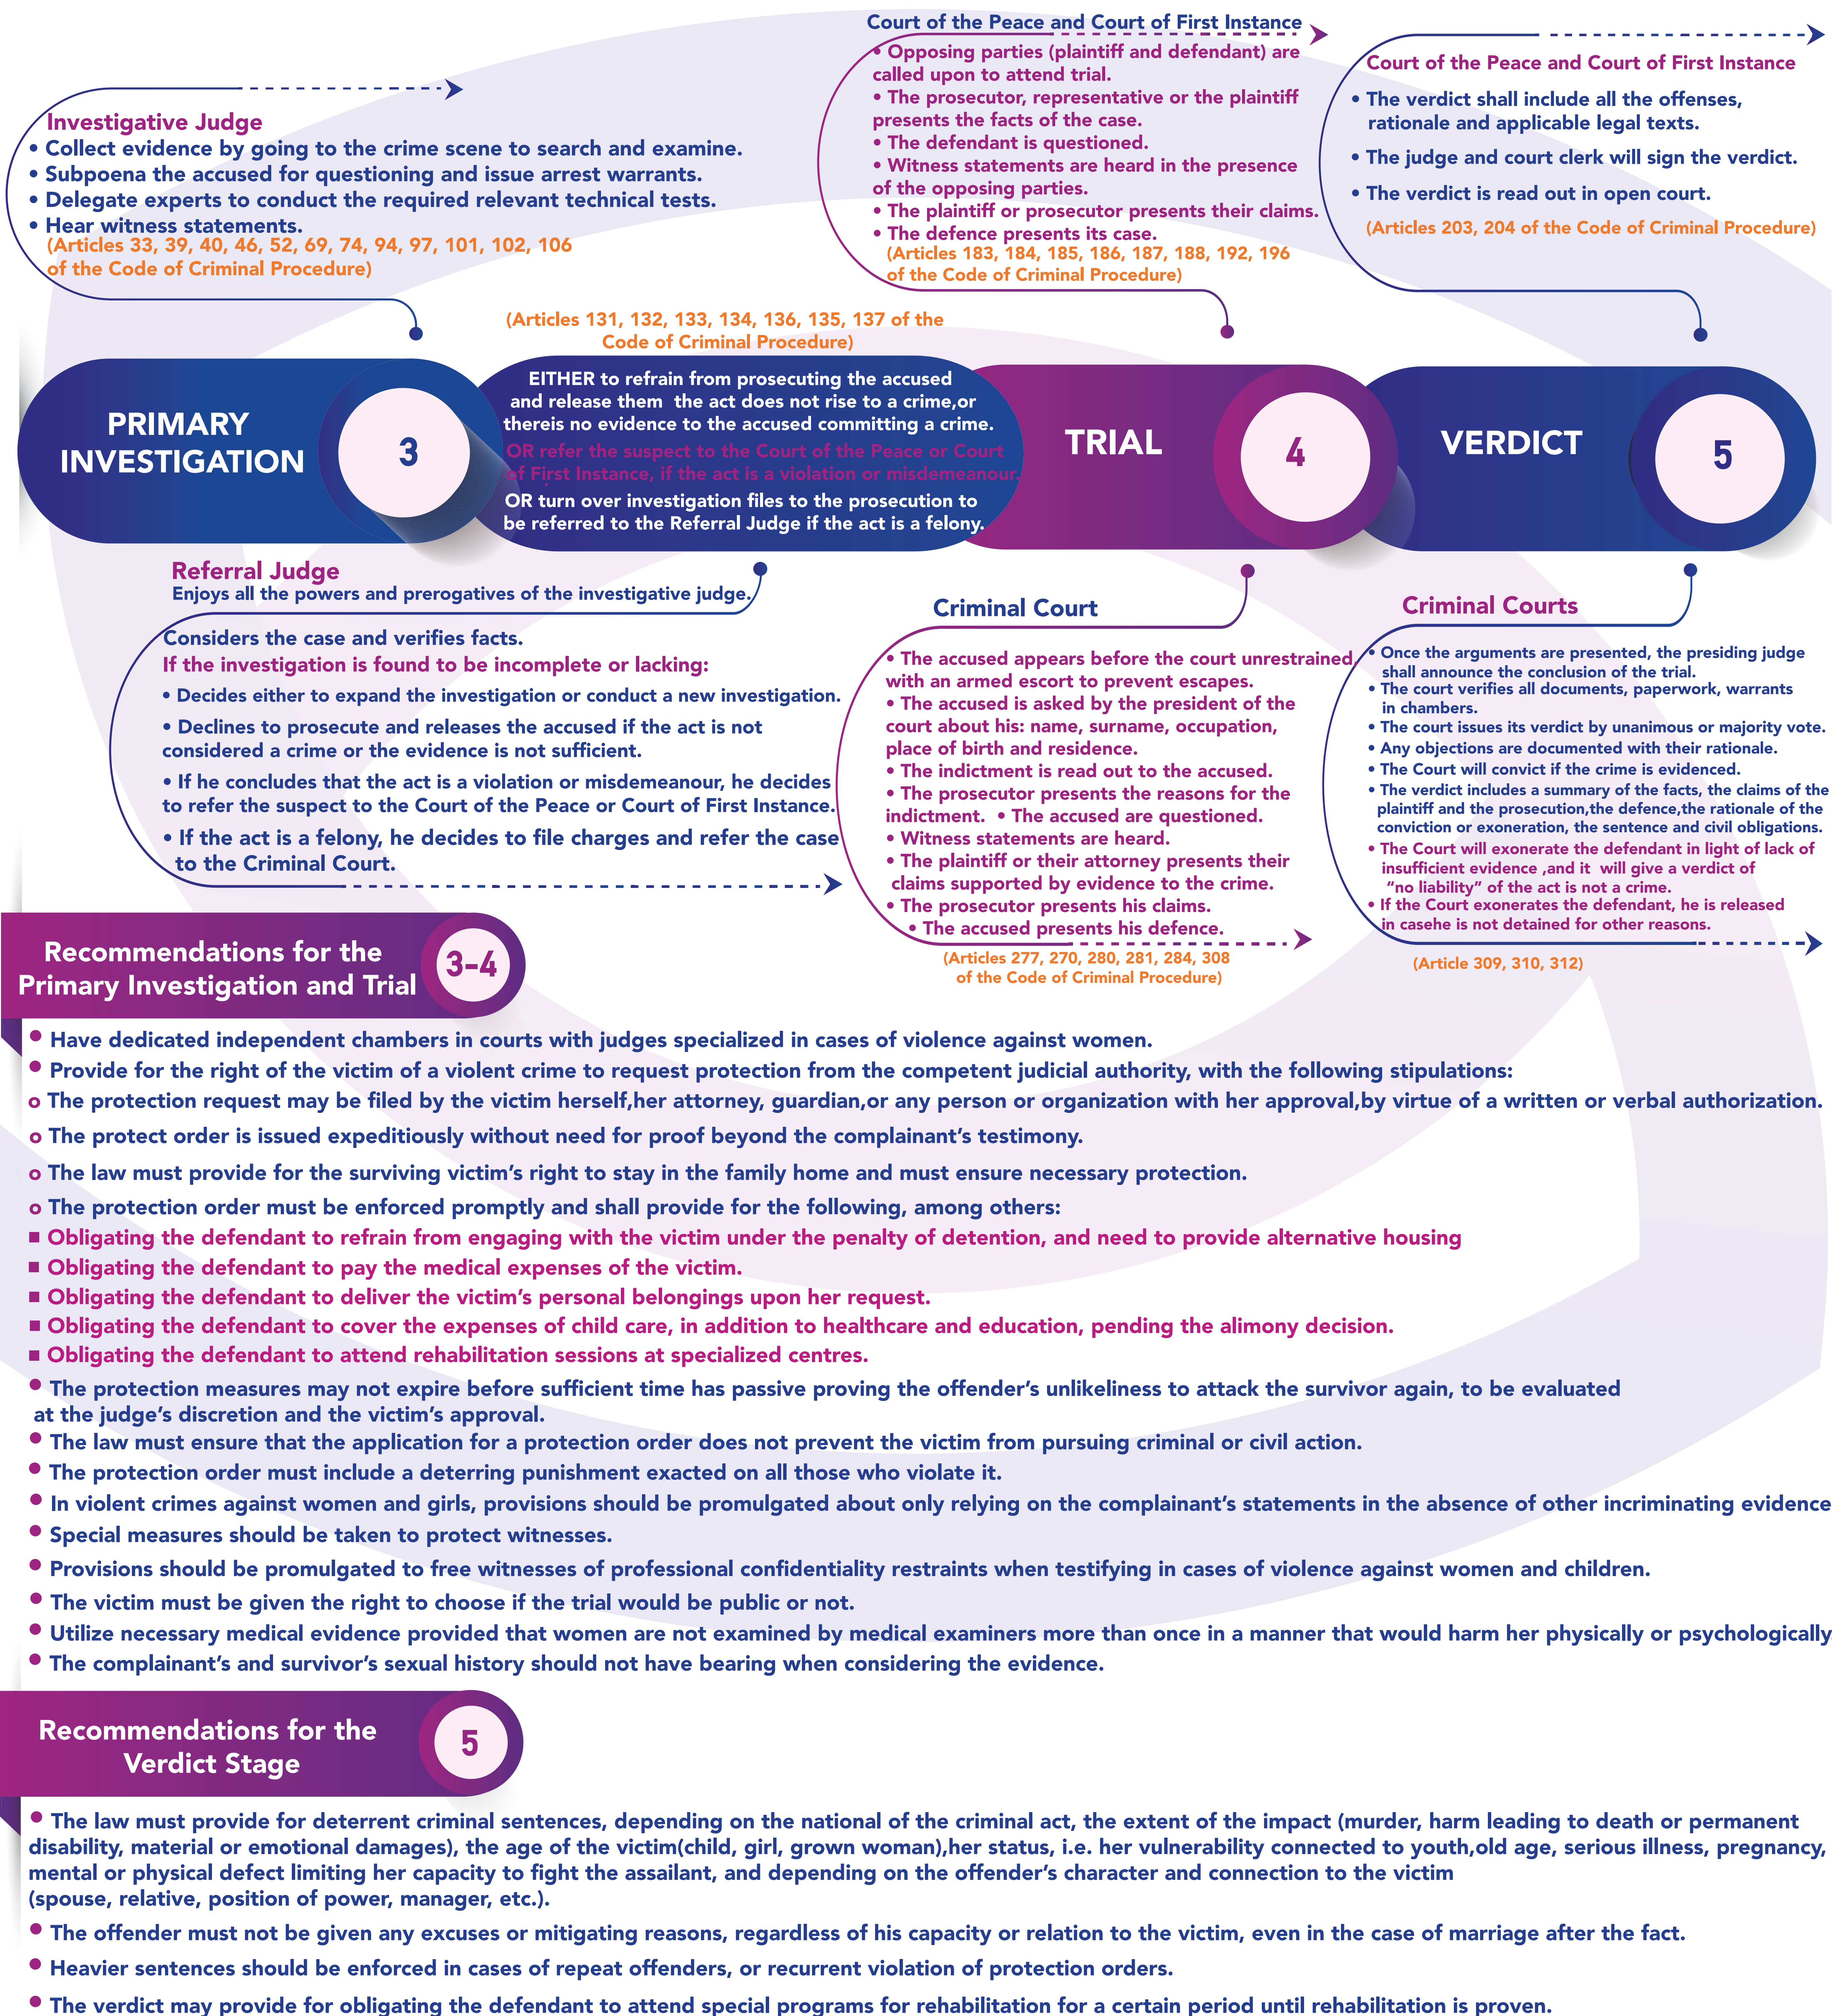 Investigative Judge
• Collect evidence by going to the crime scene to search and examine.
• Subpoena the accused for questioning and issue arrest warrants.
• Delegate experts to conduct the required relevant technical tests.
• Hear witness statements.
(Articles 33, 39, 40, 46, 52, 69, 74, 94, 97, 101, 102, 106
of the Code of Criminal Procedure)
Court of the Peace and Court of First Instance
• Opposing parties (plaintiff and defendant) are
called upon to attend trial.
• The prosecutor, representative or the plaintiff
presents the facts of the case.
• The defendant is questioned.
• Witness statements are heard in the presence
of the opposing parties.
• The plaintiff or prosecutor presents their claims.
• The defence presents its case.
(Articles 183, 184, 185, 186, 187, 188, 192, 196
of the Code of Criminal Procedure)
Court of the Peace and Court of First Instance
• The verdict shall include all the offenses,
rationale and applicable legal texts.
• The judge and court clerk will sign the verdict.
• The verdict is read out in open court.
(Articles 203, 204 of the Code of Criminal Procedure)
PRIMARY
INVESTIGATION
3
(Articles 131, 132, 133, 134, 136, 135, 137 of the
Code of Criminal Procedure)
EITHER to refrain from prosecuting the accused
and release them the act does not rise to a crime,or
thereis no evidence to the accused committing a crime.
OR refer the suspect to the Court of the Peace or Court
of First Instance, if the act is a violation or misdemeanour.
OR turn over investigation files to the prosecution to
be referred to the Referral Judge if the act is a felony.
TRIAL
4
VERDICT
5
Referral Judge
Enjoys all the powers and prerogatives of the investigative judge.
Considers the case and verifies facts.
If the investigation is found to be incomplete or lacking:
• Decides either to expand the investigation or conduct a new investigation.
• Declines to prosecute and releases the accused if the act is not
considered a crime or the evidence is not sufficient.
• If he concludes that the act is a violation or misdemeanour, he decides
to refer the suspect to the Court of the Peace or Court of First Instance.
• If the act is a felony, he decides to file charges and refer the case
to the Criminal Court.
Criminal Court
• The accused appears before the court unrestrained,
with an armed escort to prevent escapes.
• The accused is asked by the president of the
court about his: name, surname, occupation,
place of birth and residence.
• The indictment is read out to the accused.
• The prosecutor presents the reasons for the
indictment. • The accused are questioned.
• Witness statements are heard.
• The plaintiff or their attorney presents their
claims supported by evidence to the crime.
• The prosecutor presents his claims.
• The accused presents his defence.
(Articles 277, 270, 280, 281, 284, 308
of the Code of Criminal Procedure)
Criminal Courts
• Once the arguments are presented, the presiding judge
shall announce the conclusion of the trial.
• The court verifies all documents, paperwork, warrants
in chambers.
• The court issues its verdict by unanimous or majority vote.
• Any objections are documented with their rationale.
• The Court will convict if the crime is evidenced.
• The verdict includes a summary of the facts, the claims of the
plaintiff and the prosecution,the defence,the rationale of the
conviction or exoneration, the sentence and civil obligations.
• The Court will exonerate the defendant in light of lack of
insufficient evidence ,and it will give a verdict of
“no liability” of the act is not a crime.
• If the Court exonerates the defendant, he is released
in casehe is not detained for other reasons.
(Article 309, 310, 312)
Recommendations for the
Primary Investigation and Trial
3-4
• Have dedicated independent chambers in courts with judges specialized in cases of violence against women.
• Provide for the right of the victim of a violent crime to request protection from the competent judicial authority, with the following stipulations:
o The protection request may be filed by the victim herself,her attorney, guardian,or any person or organization with her approval,by virtue of a written or verbal authorization.
o The protect order is issued expeditiously without need for proof beyond the complainant’s testimony.
o The law must provide for the surviving victim’s right to stay in the family home and must ensure necessary protection.
o The protection order must be enforced promptly and shall provide for the following, among others:
■ Obligating the defendant to refrain from engaging with the victim under the penalty of detention, and need to provide alternative housing
■ Obligating the defendant to pay the medical expenses of the victim.
■ Obligating the defendant to deliver the victim’s personal belongings upon her request.
■ Obligating the defendant to cover the expenses of child care, in addition to healthcare and education, pending the alimony decision.
■ Obligating the defendant to attend rehabilitation sessions at specialized centres.
• The protection measures may not expire before sufficient time has passive proving the offender’s unlikeliness to attack the survivor again, to be evaluated
at the judge’s discretion and the victim’s approval.
• The law must ensure that the application for a protection order does not prevent the victim from pursuing criminal or civil action.
• The protection order must include a deterring punishment exacted on all those who violate it.
• In violent crimes against women and girls, provisions should be promulgated about only relying on the complainant’s statements in the absence of other incriminating evidence
• Special measures should be taken to protect witnesses.
• Provisions should be promulgated to free witnesses of professional confidentiality restraints when testifying in cases of violence against women and children.
• The victim must be given the right to choose if the trial would be public or not.
• Utilize necessary medical evidence provided that women are not examined by medical examiners more than once in a manner that would harm her physically or psychologically.
• The complainant’s and survivor’s sexual history should not have bearing when considering the evidence.
Recommendations for the
Verdict Stage
5
• The law must provide for deterrent criminal sentences, depending on the national of the criminal act, the extent of the impact (murder, harm leading to death or permanent
disability, material or emotional damages), the age of the victim(child, girl, grown woman),her status, i.e. her vulnerability connected to youth,old age, serious illness, pregnancy,
mental or physical defect limiting her capacity to fight the assailant, and depending on the offender’s character and connection to the victim
(spouse, relative, position of power, manager, etc.).
• The offender must not be given any excuses or mitigating reasons, regardless of his capacity or relation to the victim, even in the case of marriage after the fact.
• Heavier sentences should be enforced in cases of repeat offenders, or recurrent violation of protection orders.
• The verdict may provide for obligating the defendant to attend special programs for rehabilitation for a certain period until rehabilitation is proven.